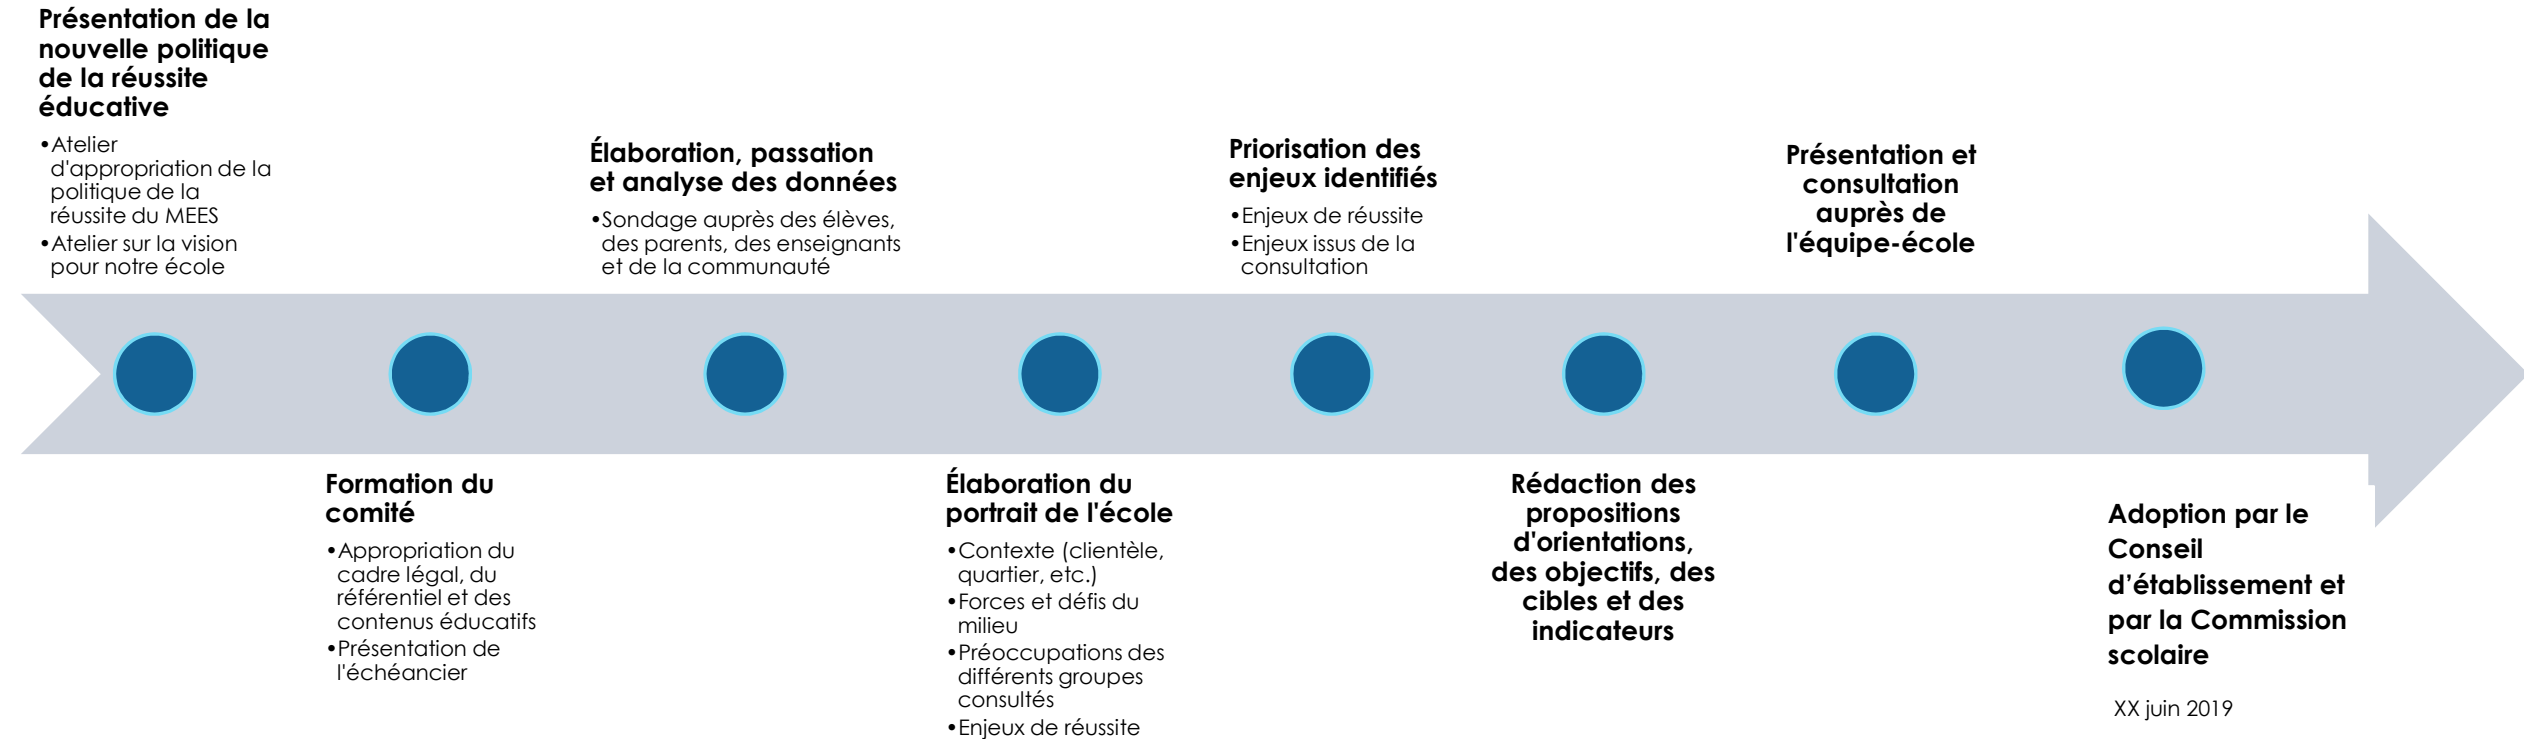 Présentation de la
nouvelle politique
de la réussite
éducative
•Atelier
d'appropriation de la
politique de la
réussite du MEES
•Atelier sur la vision
pour notre école
Formation du
comité
•Appropriation du
cadre légal, du
référentiel et des
contenus éducatifs
•Présentation de
l'échéancier
Élaboration, passation
et analyse des données
•Sondage auprès des élèves,
des parents, des enseignants
et de la communauté
Élaboration du
portrait de l'école
•Contexte (clientèle,
quartier, etc.)
•Forces et défis du
milieu
•Préoccupations des
différents groupes
consultés
•Enjeux de réussite
Priorisation des
enjeux identifiés
•Enjeux de réussite
•Enjeux issus de la
consultation
Rédaction des
propositions
d'orientations,
des objectifs, des
cibles et des
indicateurs
Présentation et
consultation
auprès de
l'équipe-école
Adoption par le
Conseil
d’établissement et
par la Commission
scolaire
XX juin 2019